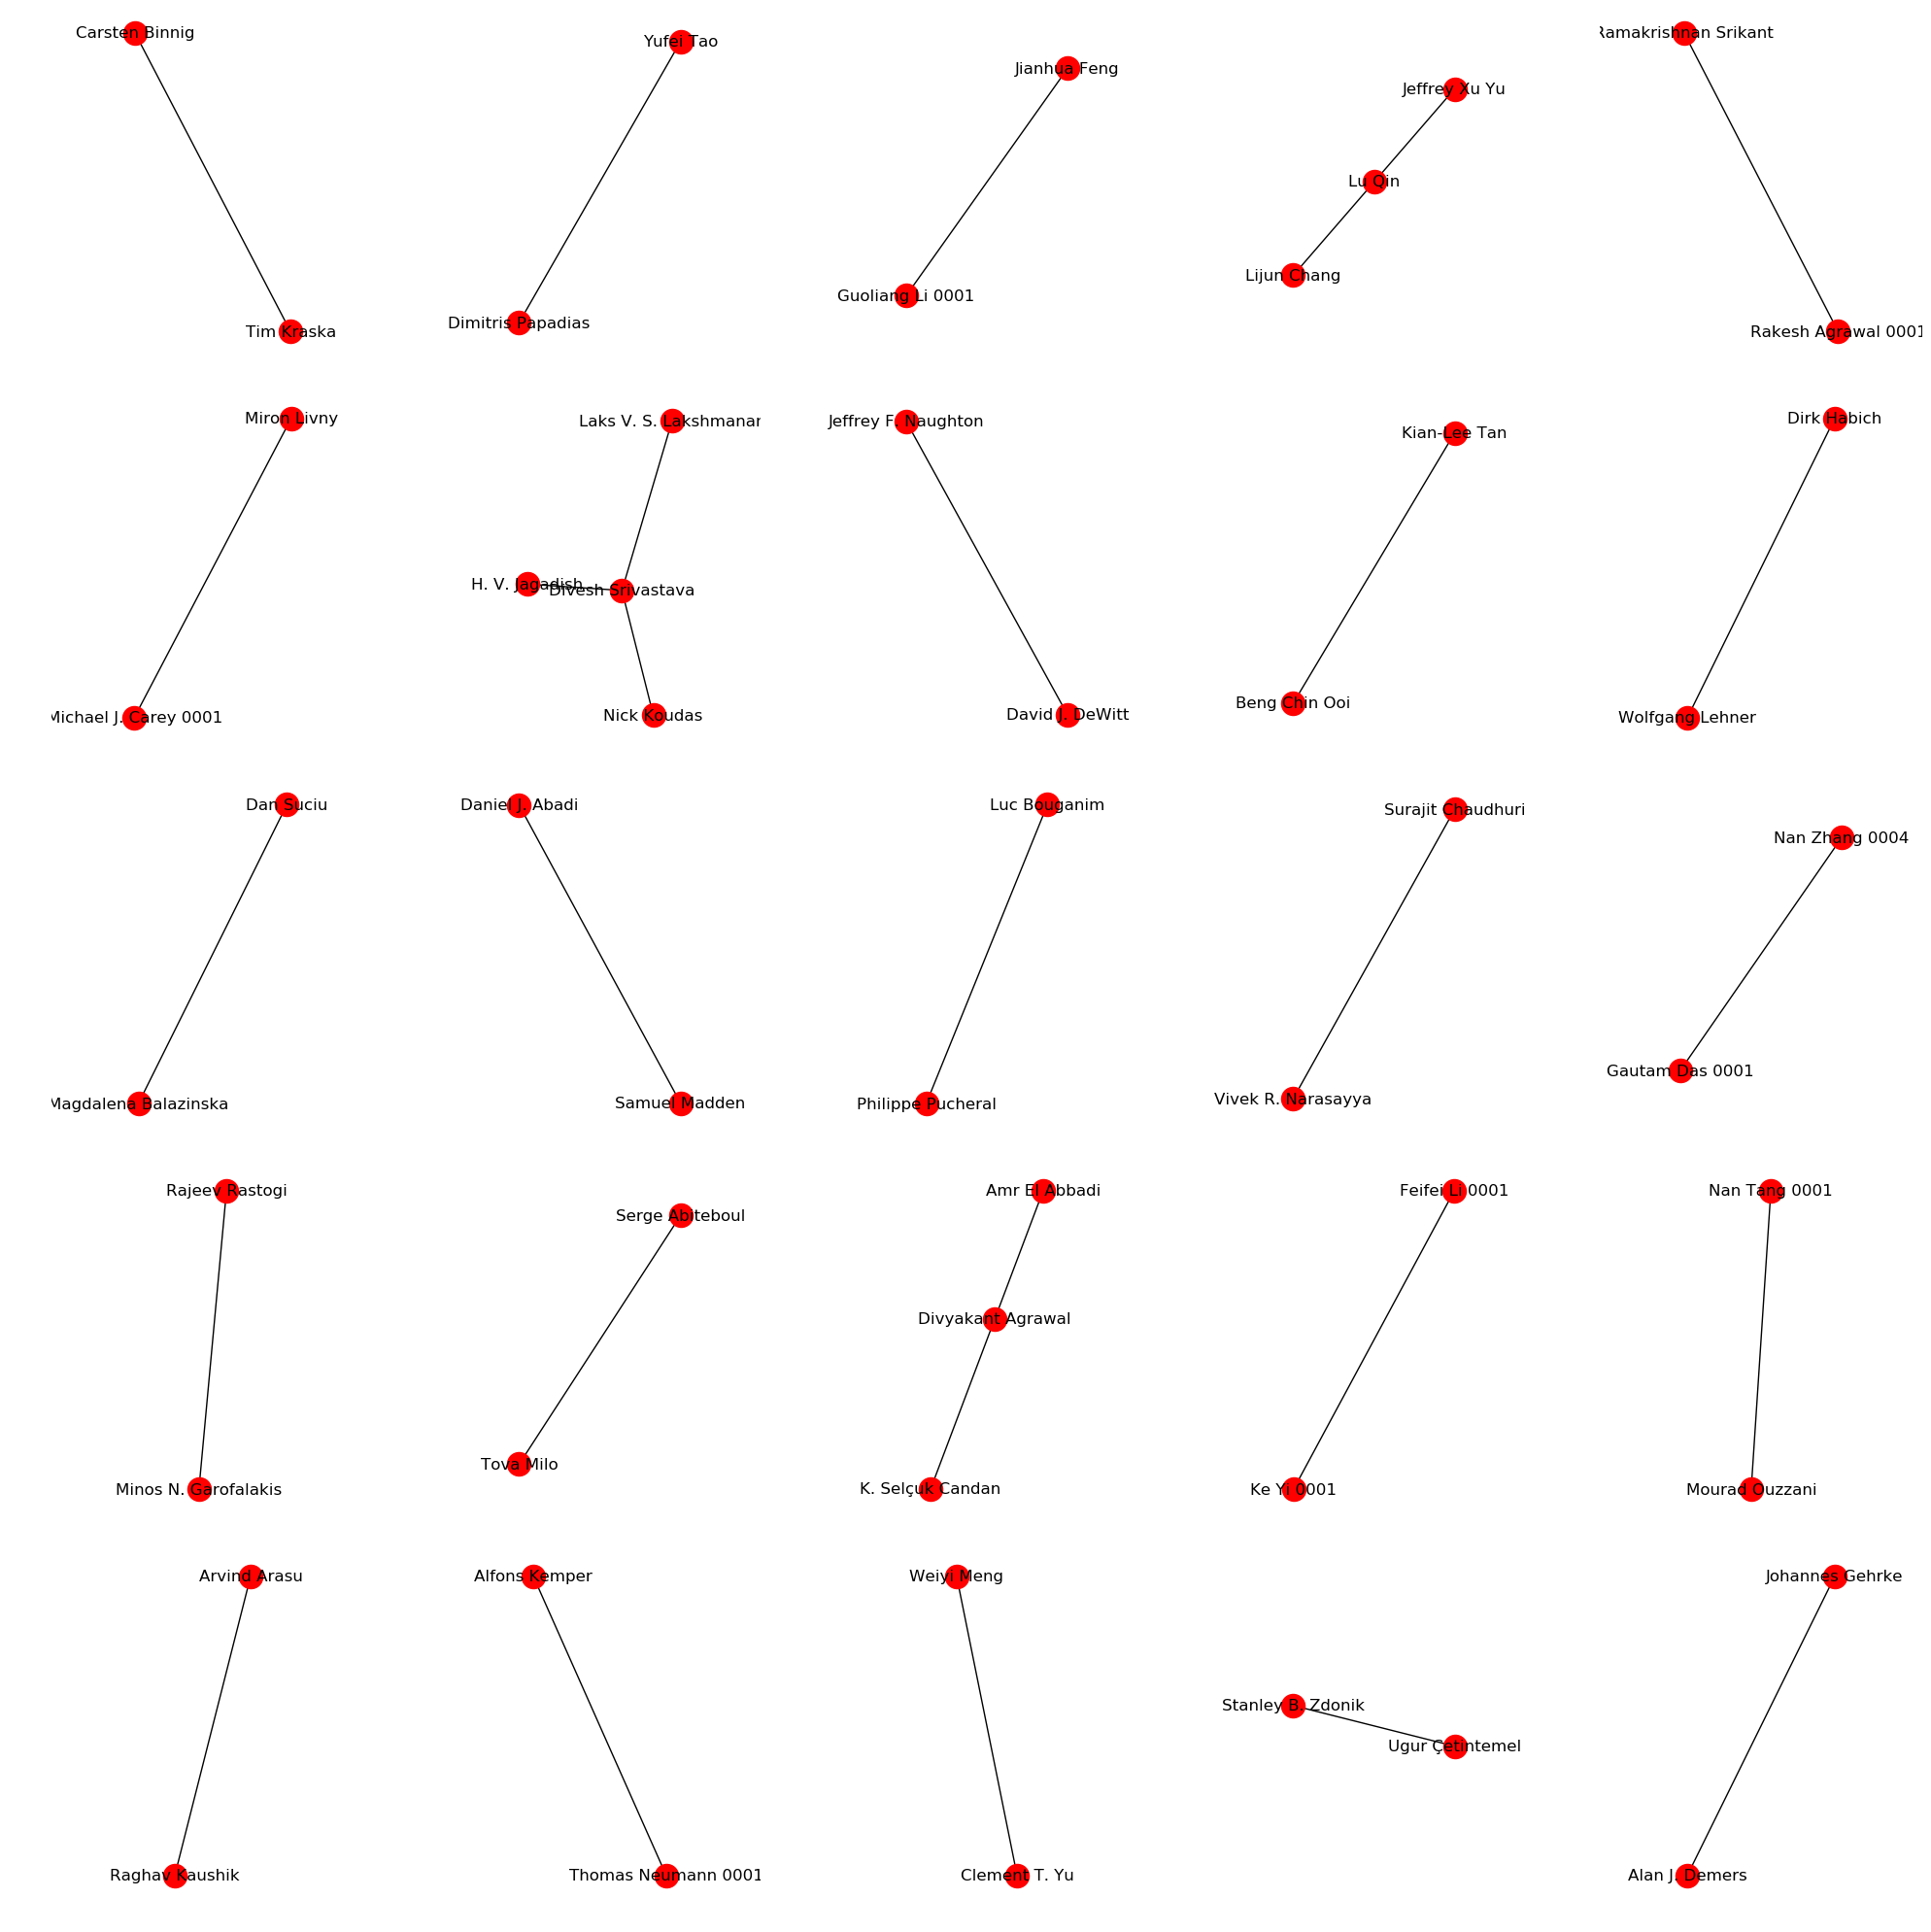 Carsten Binnig
Tim Kraska
Yufei Tao
Dimitris Papadias
Jianhua Feng
Guoliang Li 0001
Jeffrey Xu Yu
Lu Qin
Lijun Chang
Ramakrishnan Srikant
Rakesh Agrawal 0001
Miron Livny
Michael J. Carey 0001
Laks V. S. Lakshmanan
H. V. Jagadish
Divesh Srivastava
Nick Koudas
Jeffrey F. Naughton
David J. DeWitt
Kian-Lee Tan
Beng Chin Ooi
Dirk Habich
Wolfgang Lehner
Dan Suciu
Magdalena Balazinska
Daniel J. Abadi
Samuel Madden
Luc Bouganim
Philippe Pucheral
Surajit Chaudhuri
Vivek R. Narasayya
Nan Zhang 0004
Gautam Das 0001
Rajeev Rastogi
Minos N. Garofalakis
Serge Abiteboul
Tova Milo
Amr El Abbadi
Divyakant Agrawal
K. Selçuk Candan
Feifei Li 0001
Ke Yi 0001
Nan Tang 0001
Mourad Ouzzani
Arvind Arasu
Raghav Kaushik
Alfons Kemper
Thomas Neumann 0001
Weiyi Meng
Clement T. Yu
Stanley B. Zdonik
Ugur Çetintemel
Johannes Gehrke
Alan J. Demers